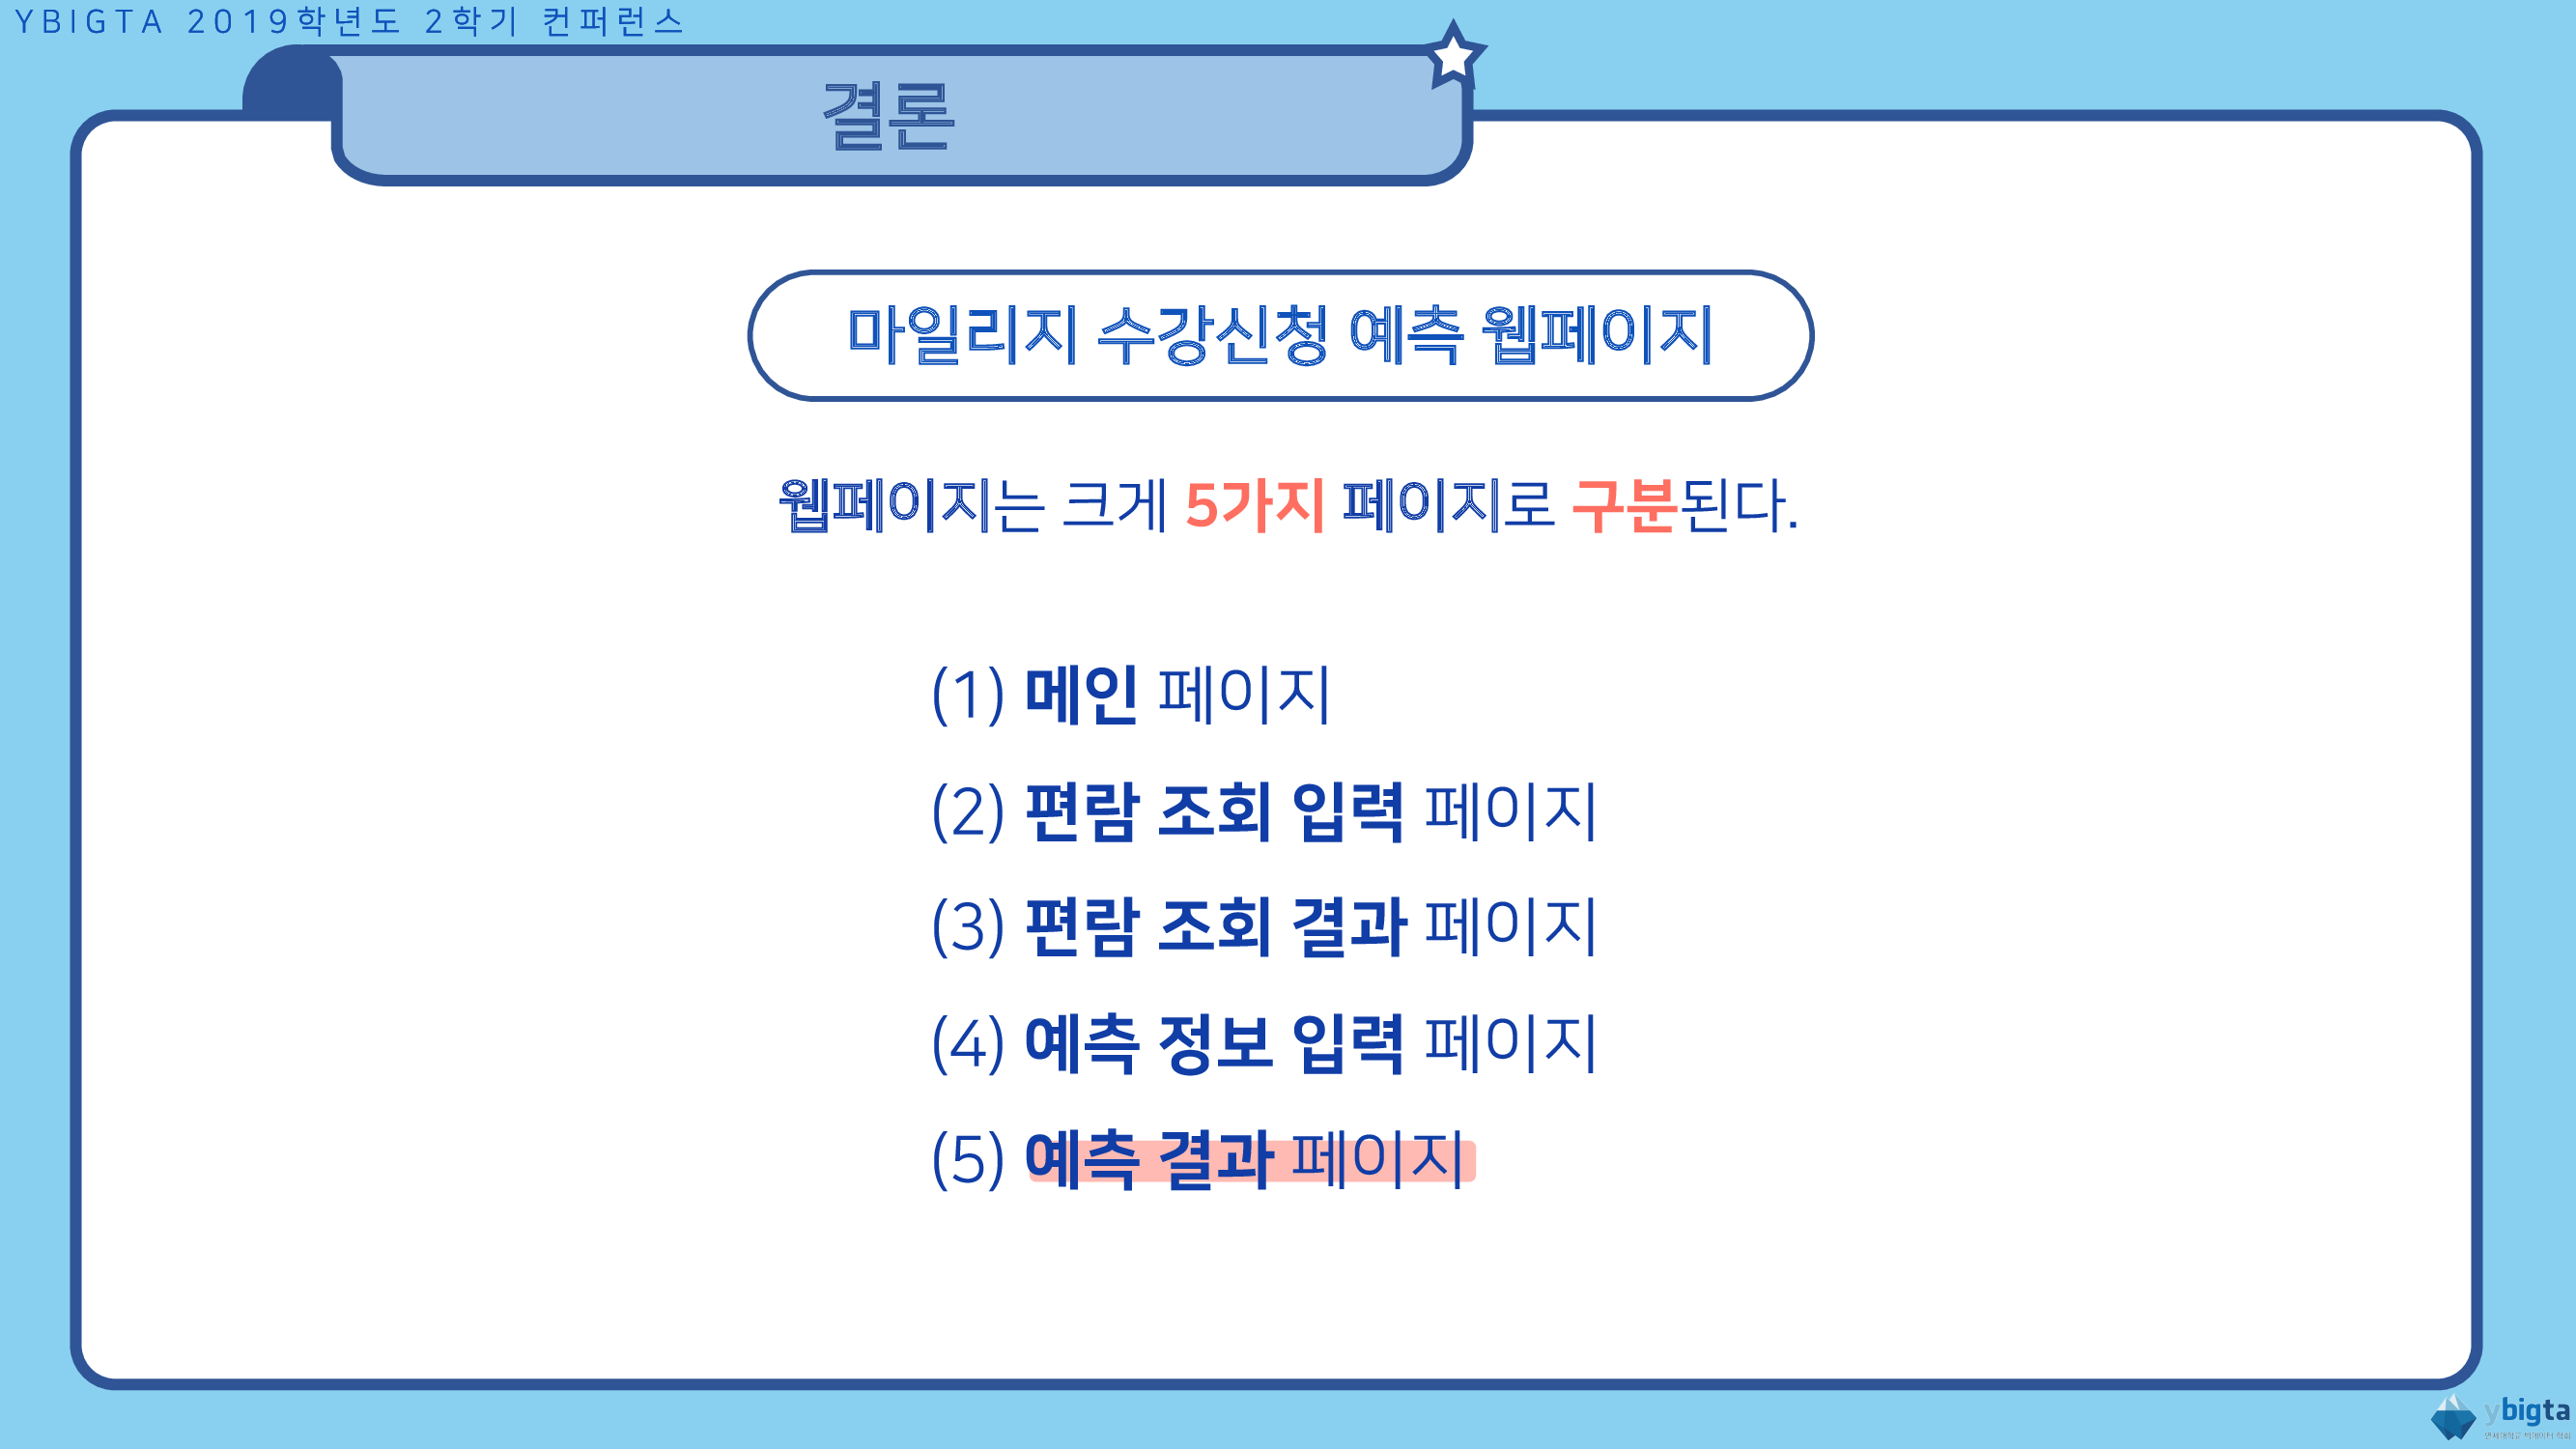 YBIGTA 2019학년도 2학기 컨퍼런스
결론
마일리지 수강신청 예측 웹페이지
웹페이지는 크게 5가지 페이지로 구분된다.
(1) 메인 페이지
(2) 편람 조회 입력 페이지
(3) 편람 조회 결과 페이지
(4) 예측 정보 입력 페이지
(5) 예측 결과 페이지
ybigta
연세대학교 빅데이터 학회